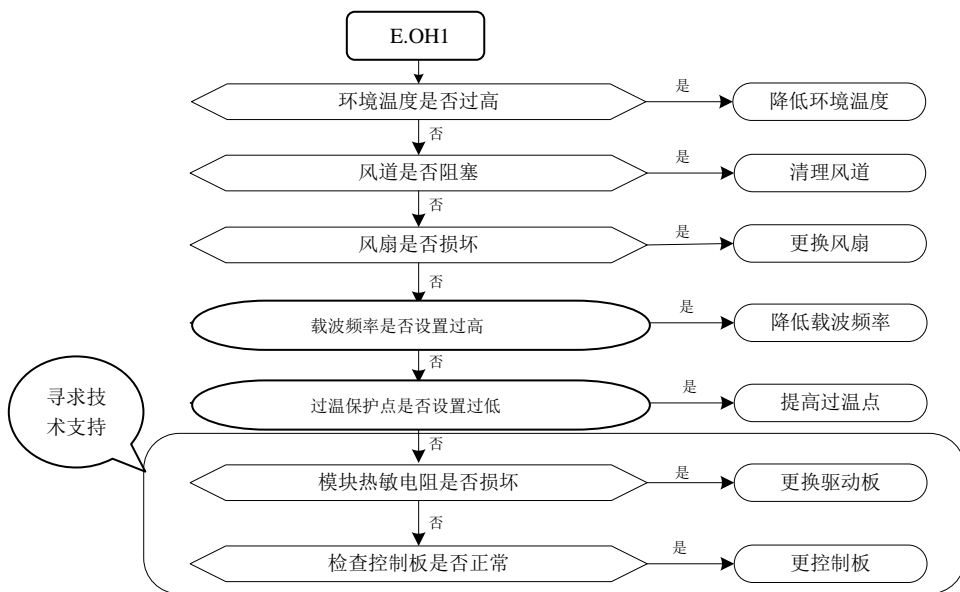 E.OH1
环境温度是否过高
是
降低环境温度
否
风道是否阻塞
是
清理风道
否
风扇是否损坏
是
更换风扇
否
载波频率是否设置过高
是
降低载波频率
否
寻求技
术支持
过温保护点是否设置过低
是
提高过温点
否
模块热敏电阻是否损坏
是
更换驱动板
否
检查控制板是否正常
是
更控制板